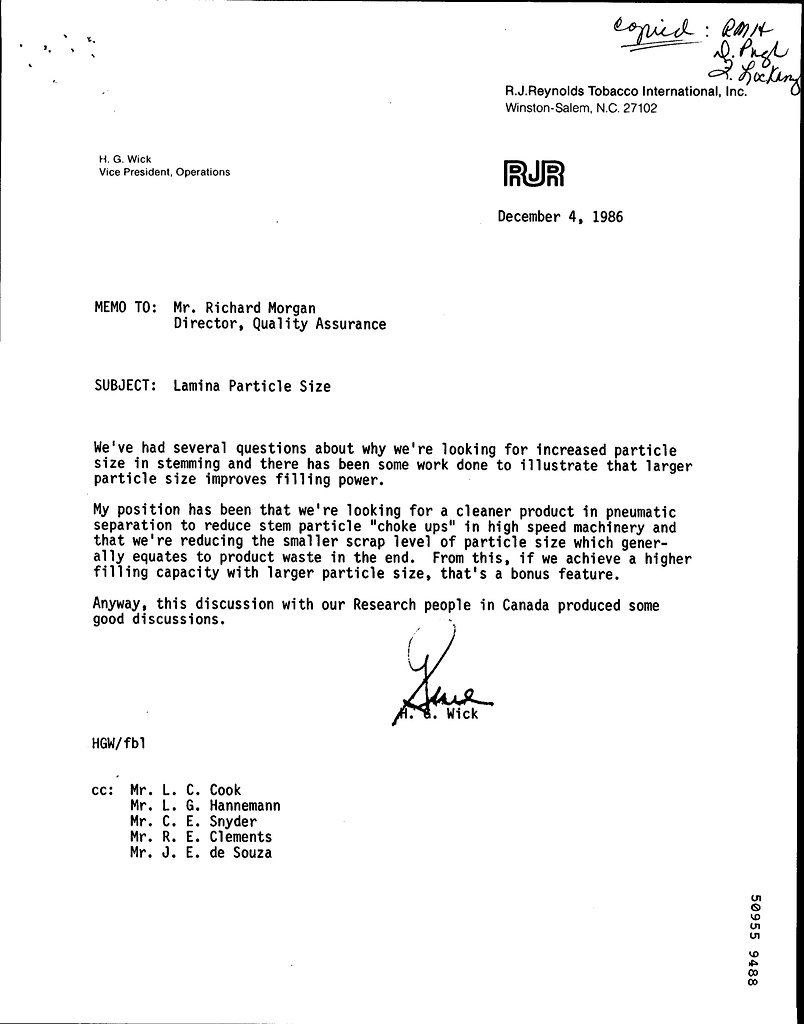 copied : RMH
D. Pugh
R.J.Reynolds Tobacco International, Inc.
Winston-Salem, N.C. 27102
H. G. Wick
Vice President, Operations
RJR
December 4, 1986
MEMO TO: Mr. Richard Morgan
Director, Quality Assurance
SUBJECT: Lamina Particle Size
We've had several questions about why we're looking for increased particle
size in stemming and there has been some work done to illustrate that larger
particle size improves filling power.
My position has been that we're looking for a cleaner product in pneumatic
separation to reduce stem particle "choke ups" in high speed machinery and
that we're reducing the smaller scrap level of particle size which gener-
ally equates to product waste in the end. From this, if we achieve a higher
filling capacity with larger particle size, that's a bonus feature.
Anyway, this discussion with our Research people in Canada produced some
good discussions.
H. G. Wick
HGW/fbl
cc: Mr. L. C. Cook
Mr. L. G. Hannemann
Mr. C. E. Snyder
Mr. R. E. Clements
Mr. J. E. de Souza
50955 9488